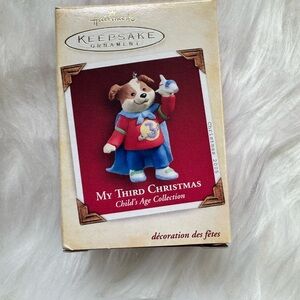 Hallmark
KEEPSAKE
ORNAMENT
MY THIRD CHRISTMAS
Child's Age Collection
décoration des fêtes